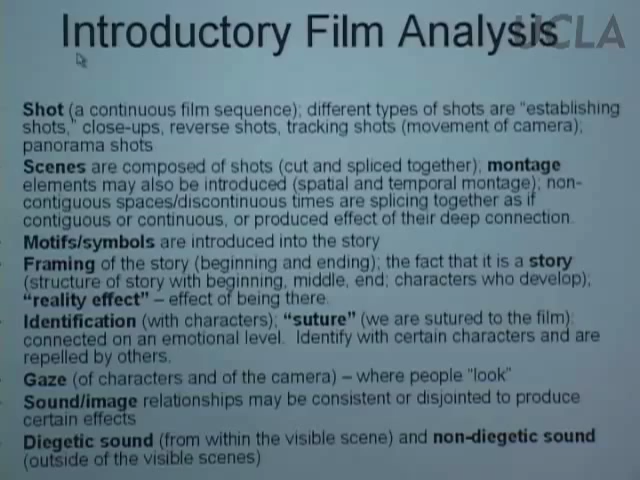 Introductory Film Analysis
UCLA
Shot (a continuous film sequence); different types of shots are "establishing
shots," close-ups, reverse shots, tracking shots (movement of camera);
panorama shots
Scenes are composed of shots (cut and spliced together); montage
elements may also be introduced (spatial and temporal montage); non-
contiguous spaces/discontinuous times are splicing together as if
contiguous or continuous, or produced effect of their deep connection.
Motifs/symbols are introduced into the story
Framing of the story (beginning and ending); the fact that it is a story
(structure of story with beginning, middle, end; characters who develop);
"reality effect" – effect of being there.
Identification (with characters); "suture" (we are sutured to the film):
connected on an emotional level. Identify with certain characters and are
repelled by others.
Gaze (of characters and of the camera) – where people "look"
Sound/image relationships may be consistent or disjointed to produce
certain effects
Diegetic sound (from within the visible scene) and non-diegetic sound
(outside of the visible scenes)